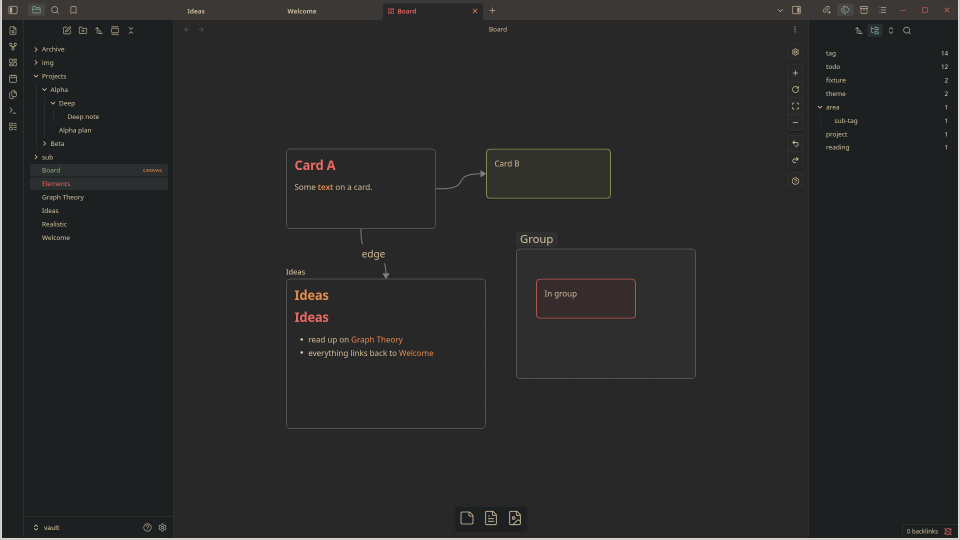 Ideas
Welcome
Board
Board
Archive
img
Projects
Alpha
Deep
Deep note
Alpha plan
Beta
sub
Board
CANVAS
Elements
Graph Theory
Ideas
Realistic
Welcome
vault
Card A
Some text on a card.
Card B
edge
Ideas
Ideas
Ideas
read up on Graph Theory
everything links back to Welcome
Group
In group
tag 14
todo 12
fixture 2
theme 2
area 1
sub-tag 1
project 1
reading 1
0 backlinks